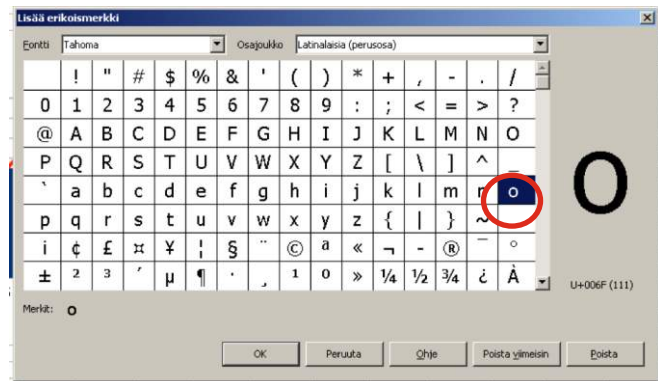 Lisää erikoismerkki
Fontti Tahoma Osajoukko Latinalaisia (perusosa)
! " # $ % & ' ( ) * + , - . /
0 1 2 3 4 5 6 7 8 9 : ; < = > ?
@ A B C D E F G H I J K L M N O
P Q R S T U V W X Y Z [ \ ] ^ _
` a b c d e f g h i j k l m n o
p q r s t u v w x y z { | } ~
¡ ¢ £ ¤ ¥ ¦ § ¨ © ª « ¬ - ® ¯ °
± ² ³ ´ µ ¶ · ¸ ¹ º » ¼ ½ ¾ ¿ À
o
U+006F (111)
Merkit: o
OK Peruuta Ohje Poista viimeisin Poista